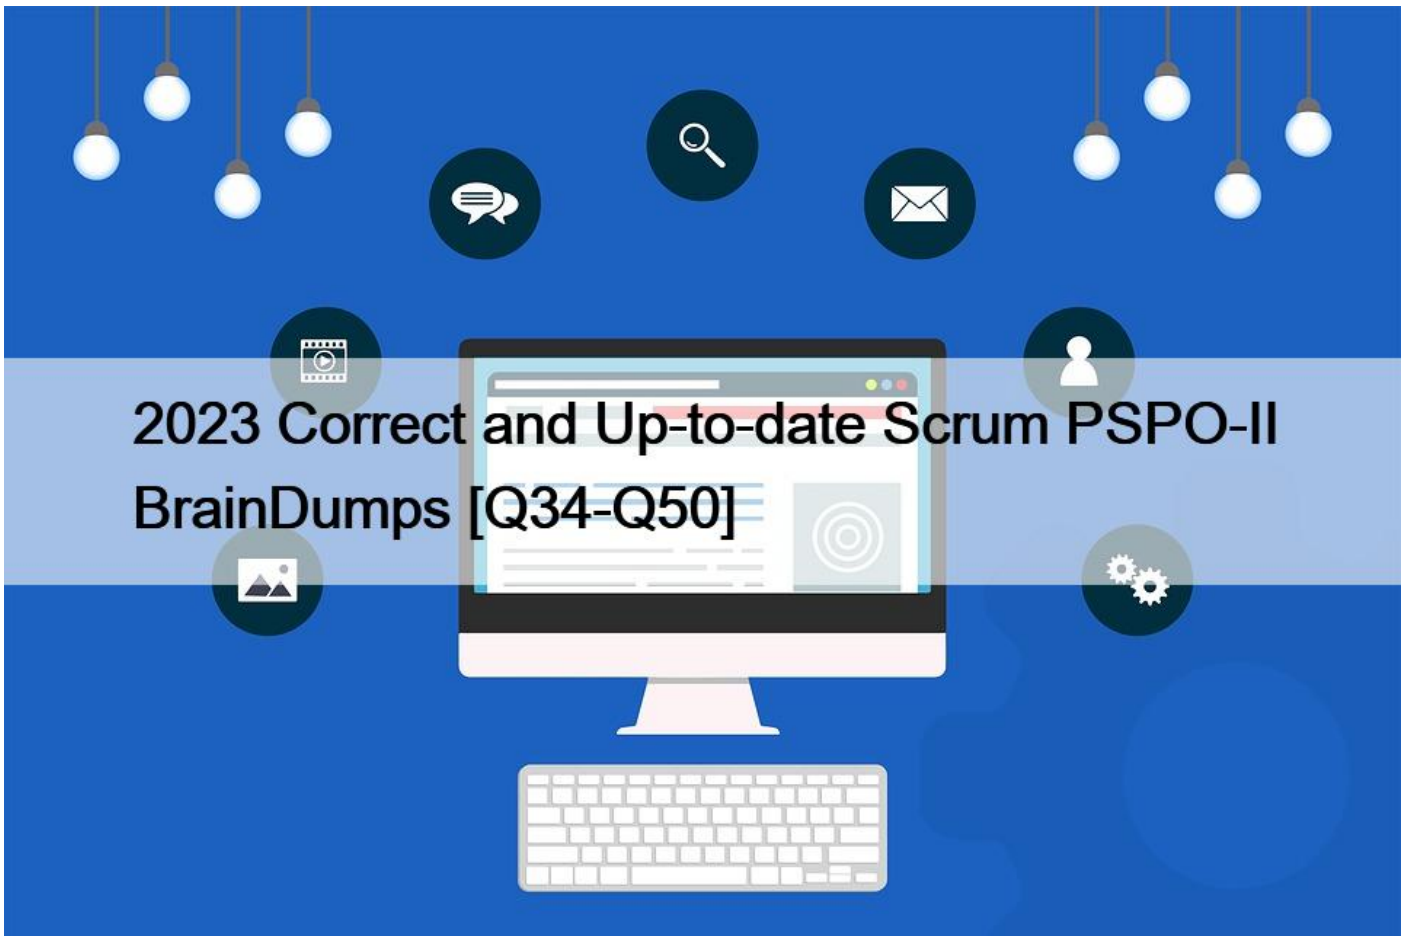 2023 Correct and Up-to-date Scrum PSPO-II
BrainDumps [Q34-Q50]